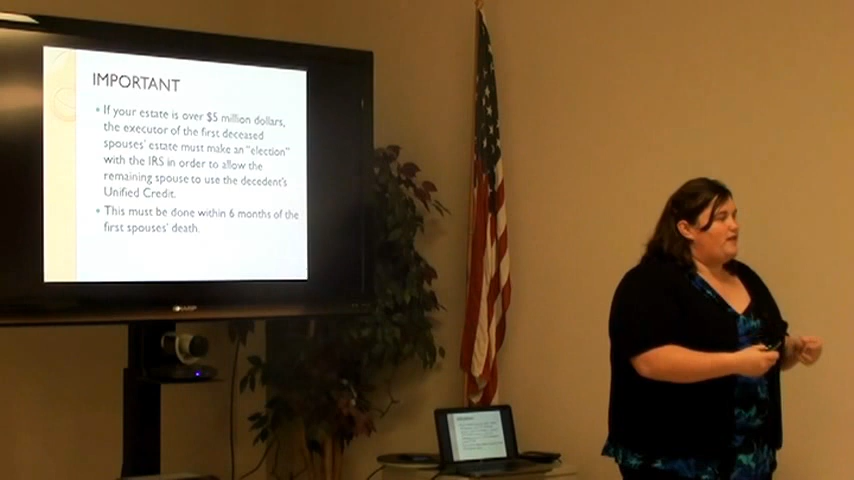 IMPORTANT
If your estate is over $5 million dollars,
the executor of the first deceased
spouses' estate must make an "election"
with the IRS in order to allow the
remaining spouse to use the decedent's
Unified Credit.
This must be done within 6 months of the
first spouses' death.
SHARP